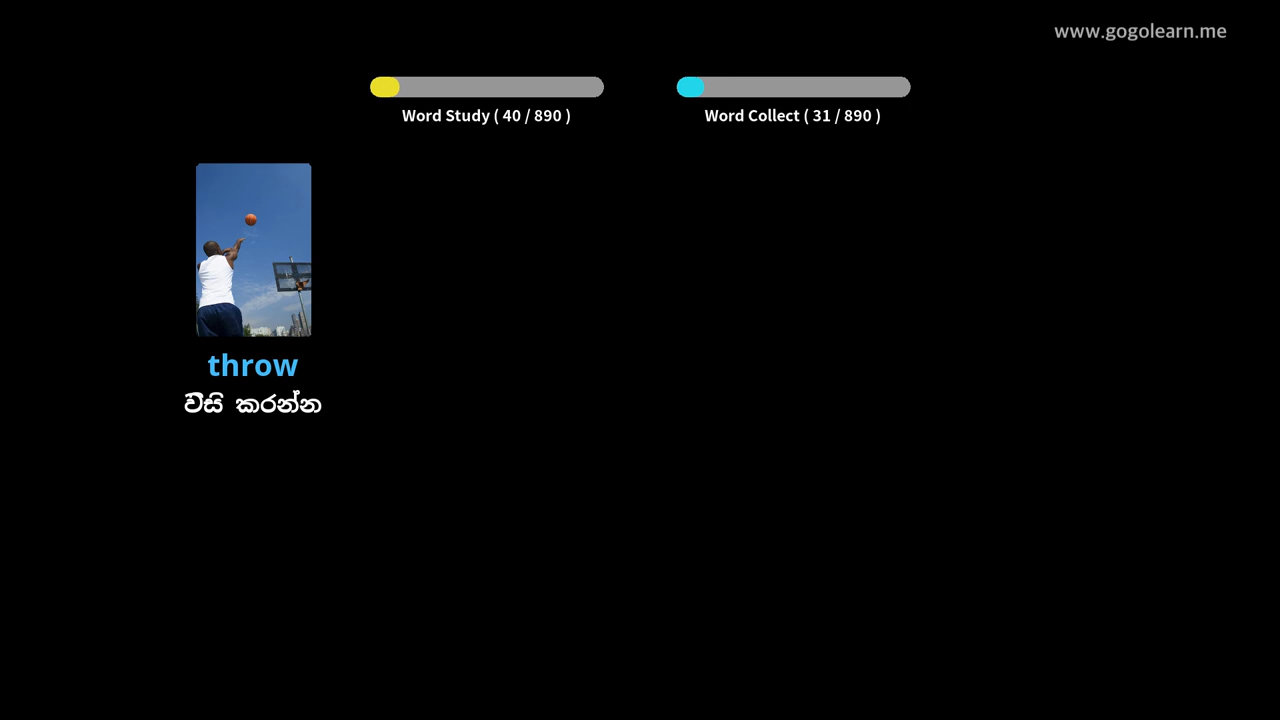 www.gogolearn.me
Word Study ( 40 / 890 )
Word Collect ( 31 / 890 )
throw
විසි කරන්න